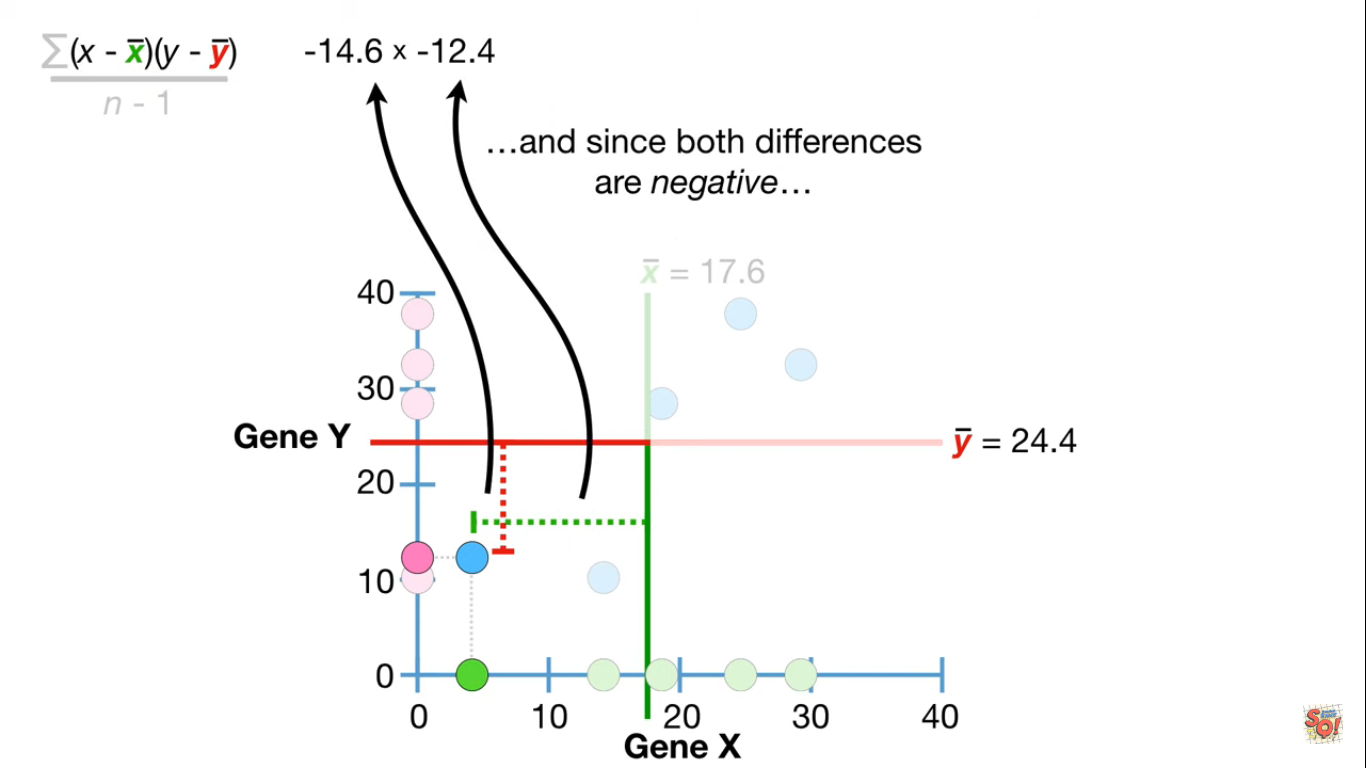 ∑(x - x̄)(y - ȳ)
n - 1
-14.6 x -12.4
…and since both differences
are negative…
x̄ = 17.6
40
30
Gene Y
ȳ = 24.4
20
10
0
0 10 20 30 40
Gene X
SQ!